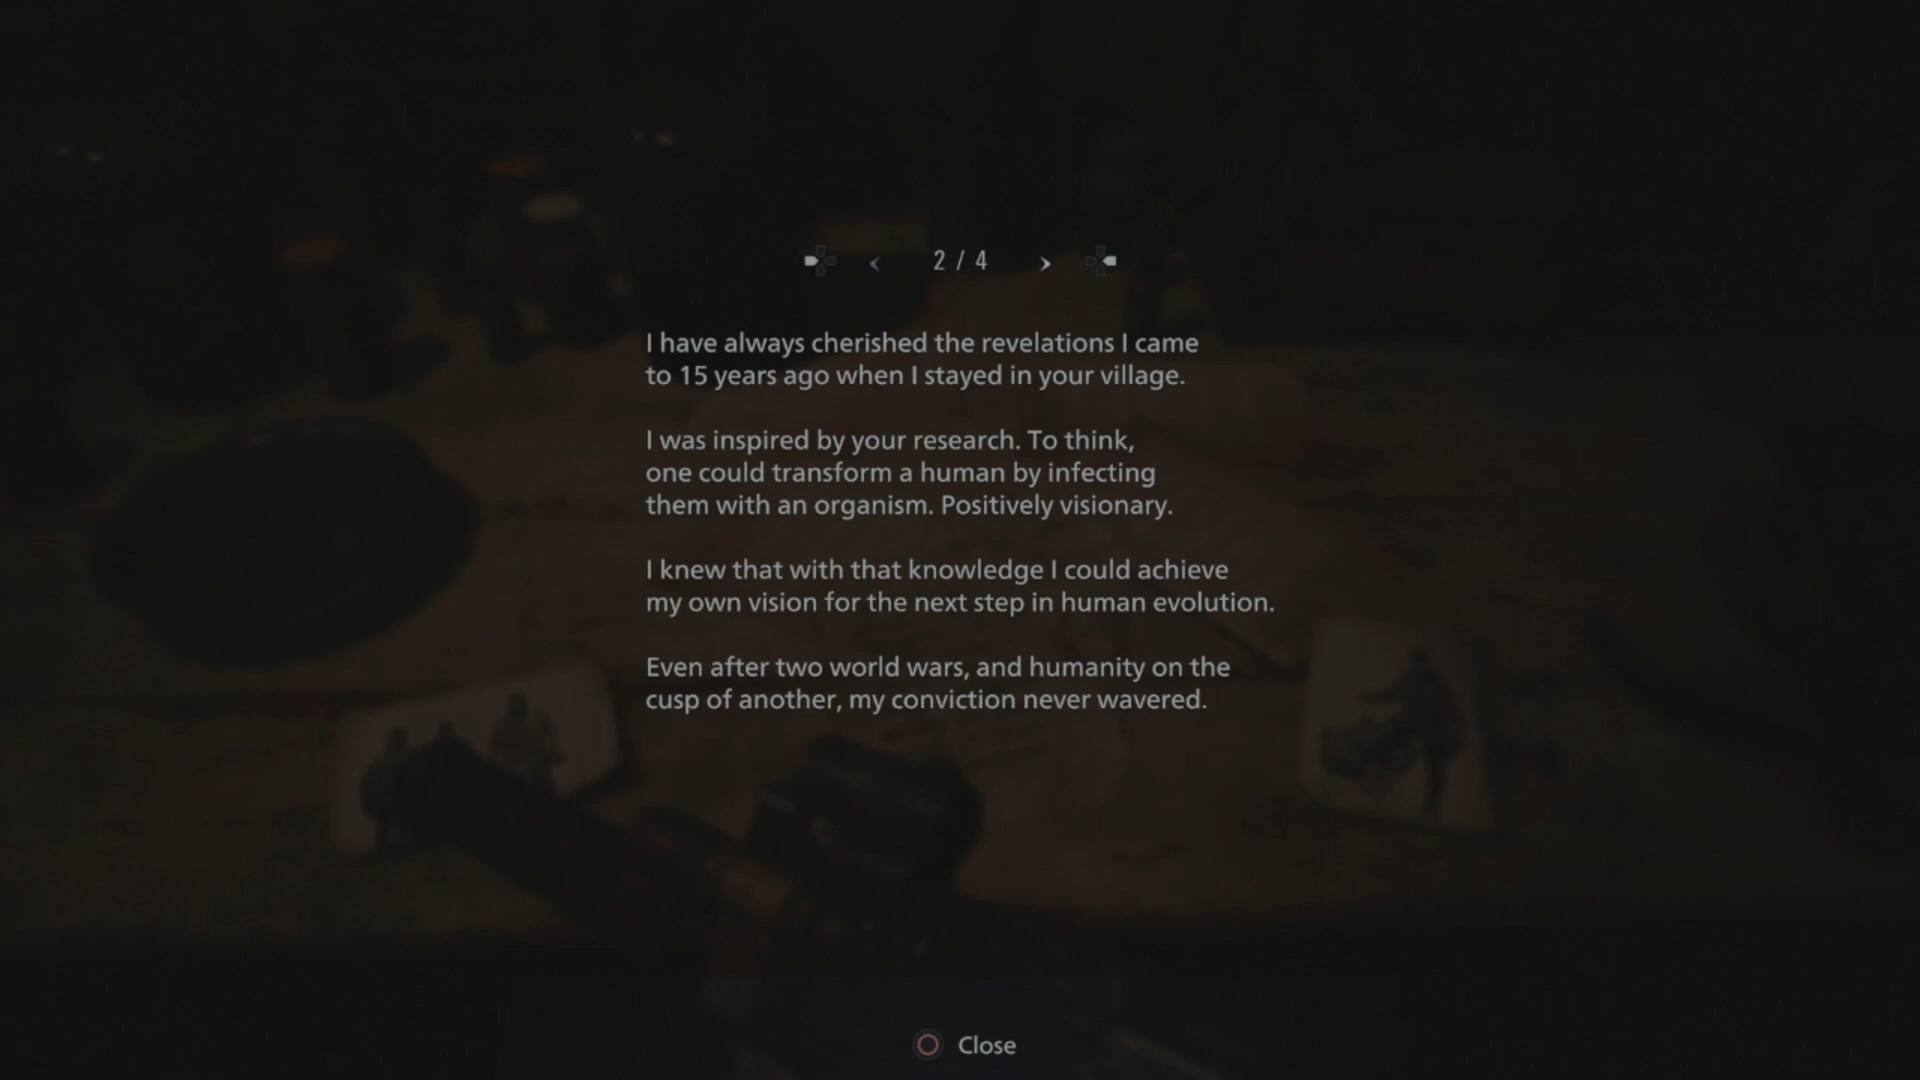 2 / 4
I have always cherished the revelations I came
to 15 years ago when I stayed in your village.
I was inspired by your research. To think,
one could transform a human by infecting
them with an organism. Positively visionary.
I knew that with that knowledge I could achieve
my own vision for the next step in human evolution.
Even after two world wars, and humanity on the
cusp of another, my conviction never wavered.
Close